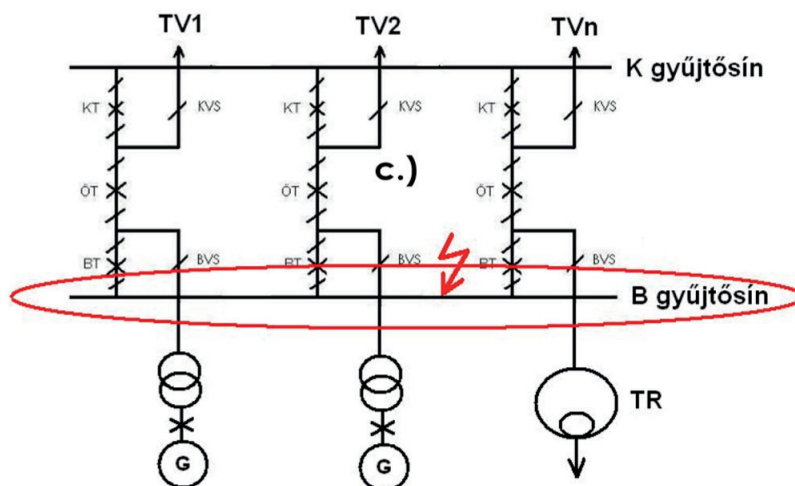 TV1 TV2 TVn
K gyűjtősín
KT KVS KT KVS KT KVS
c.)
ÖT ÖT ÖT
BT BVS BT BVS BT BVS
B gyűjtősín
TR
G G